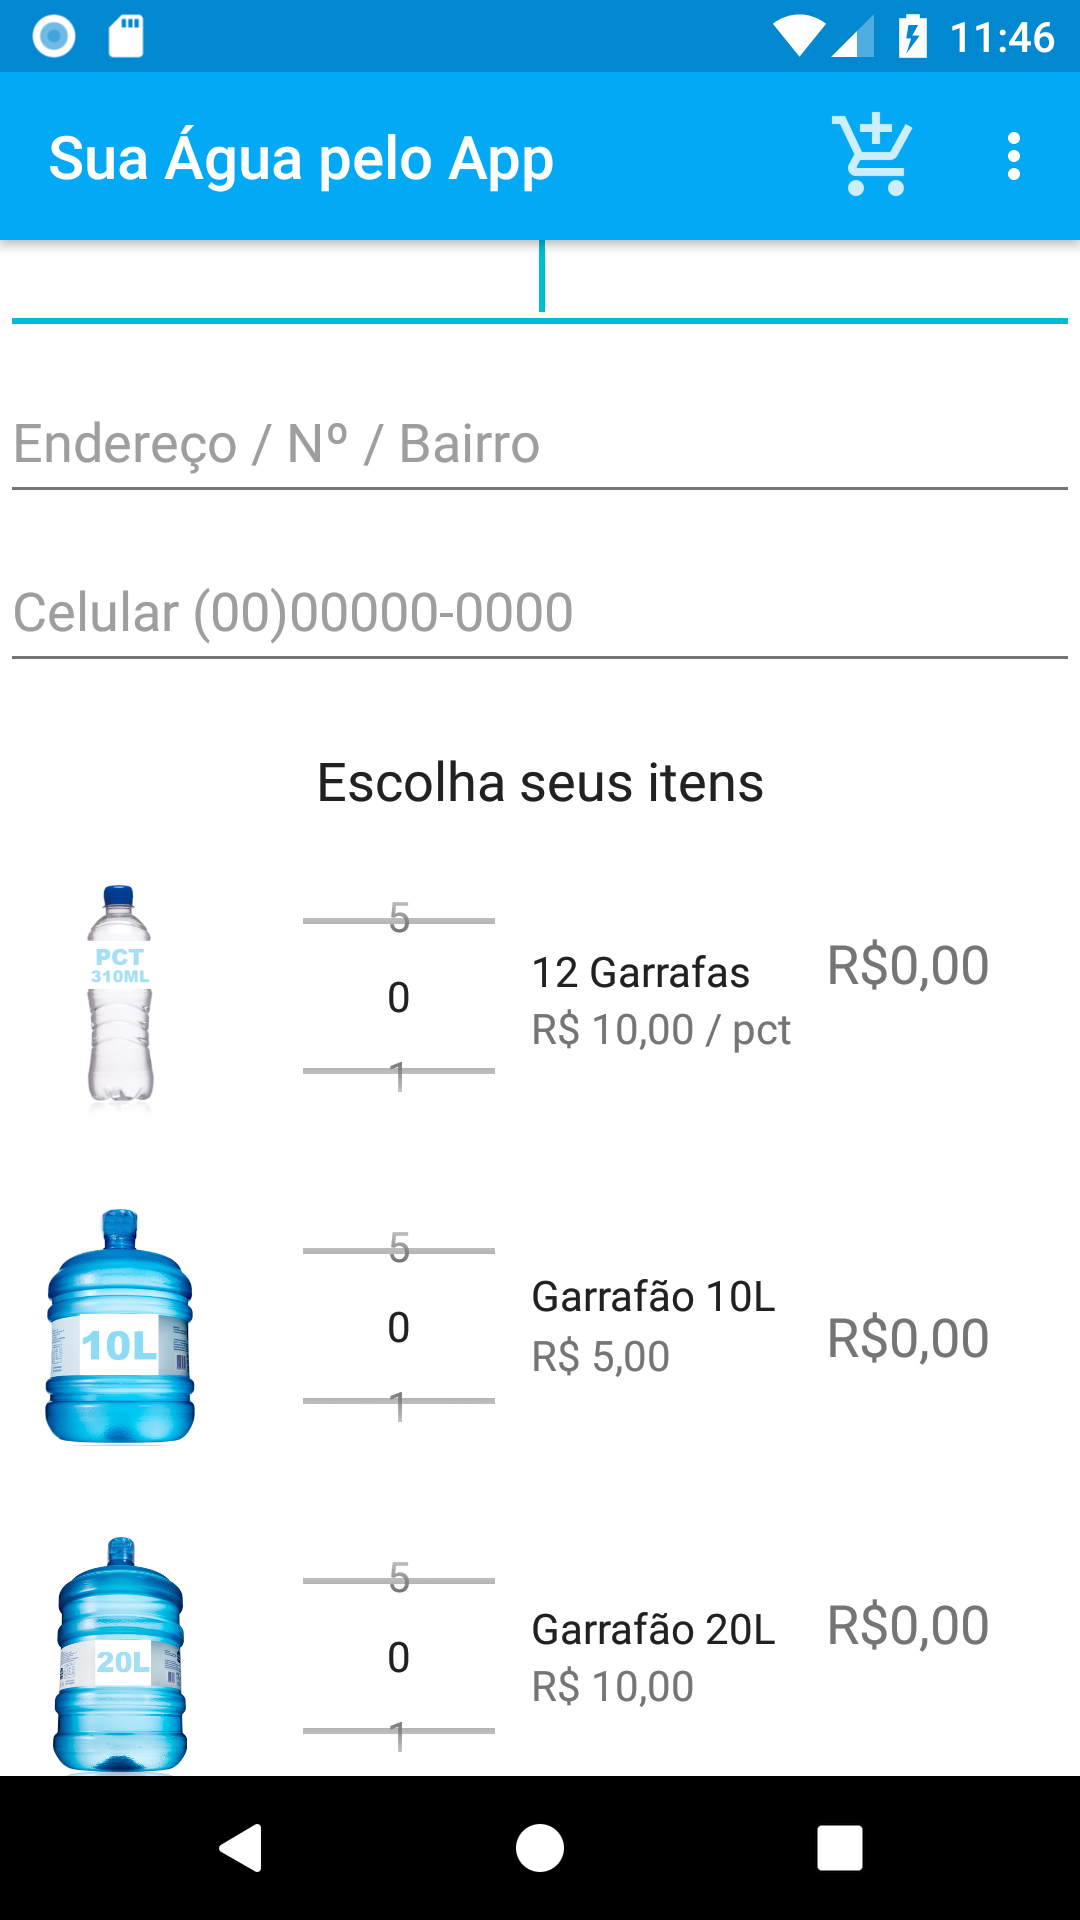 11:46
Sua Água pelo App
Endereço / Nº / Bairro
Celular (00)00000-0000
Escolha seus itens
PCT
310ML
5
0
1
12 Garrafas
R$ 10,00 / pct
R$0,00
10L
5
0
1
Garrafão 10L
R$ 5,00
R$0,00
20L
5
0
1
Garrafão 20L
R$ 10,00
R$0,00